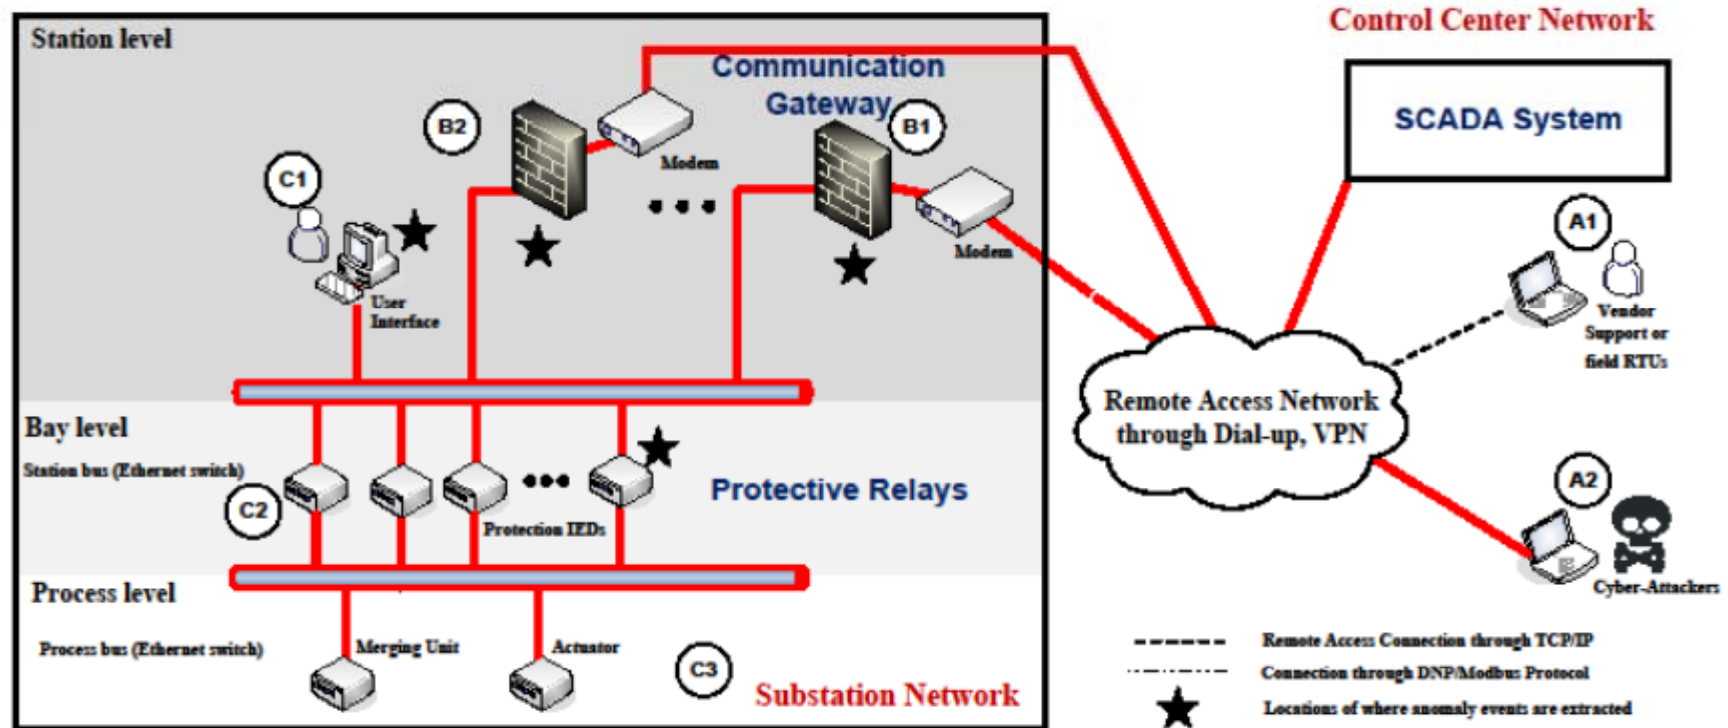 Station level
Communication
Gateway
B2
B1
Modem
C1
Modem
User
Interface
Bay level
Station bus (Ethernet switch)
C2
Protective Relays
Protection IEDs
Process level
Process bus (Ethernet switch)
Merging Unit
Actuator
C3
Substation Network
Control Center Network
SCADA System
A1
Vendor
Support or
field RTUs
Remote Access Network
through Dial-up, VPN
A2
Cyber-Attackers
Remote Access Connection through TCP/IP
Connection through DNP/Modbus Protocol
Locations of where anomaly events are extracted